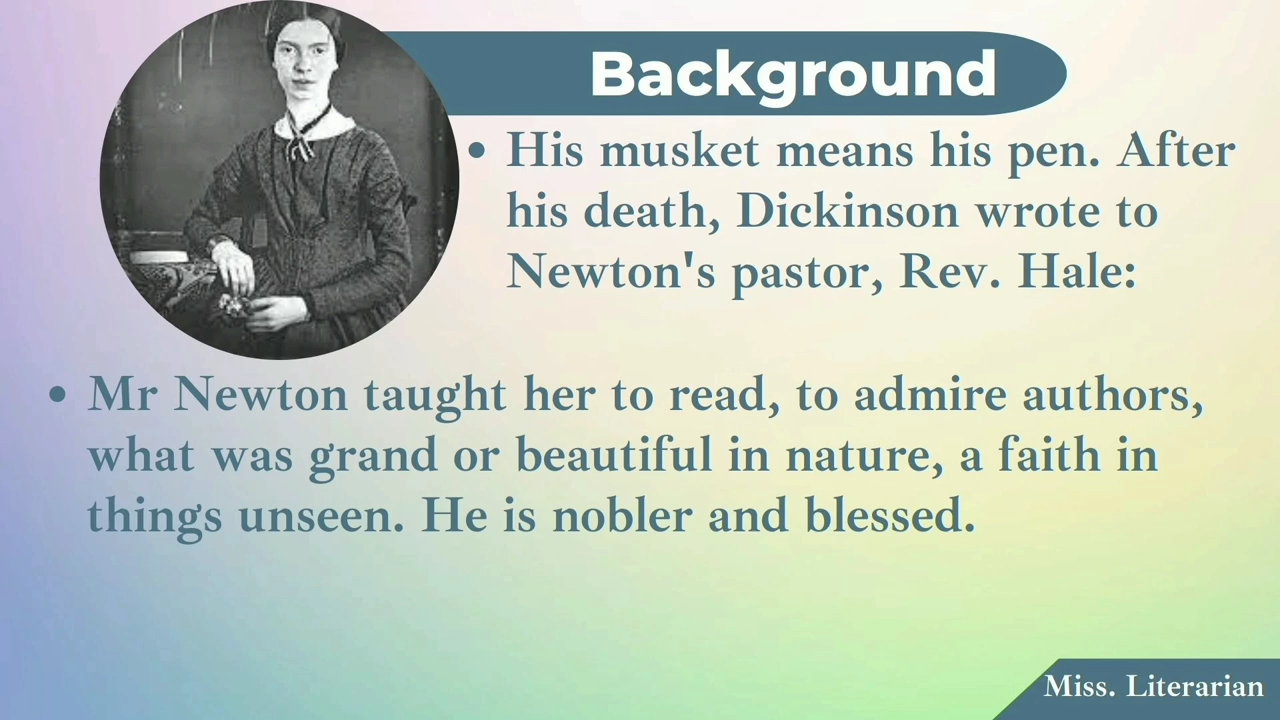 Background
• His musket means his pen. After
his death, Dickinson wrote to
Newton's pastor, Rev. Hale:
• Mr Newton taught her to read, to admire authors,
what was grand or beautiful in nature, a faith in
things unseen. He is nobler and blessed.
Miss. Literarian